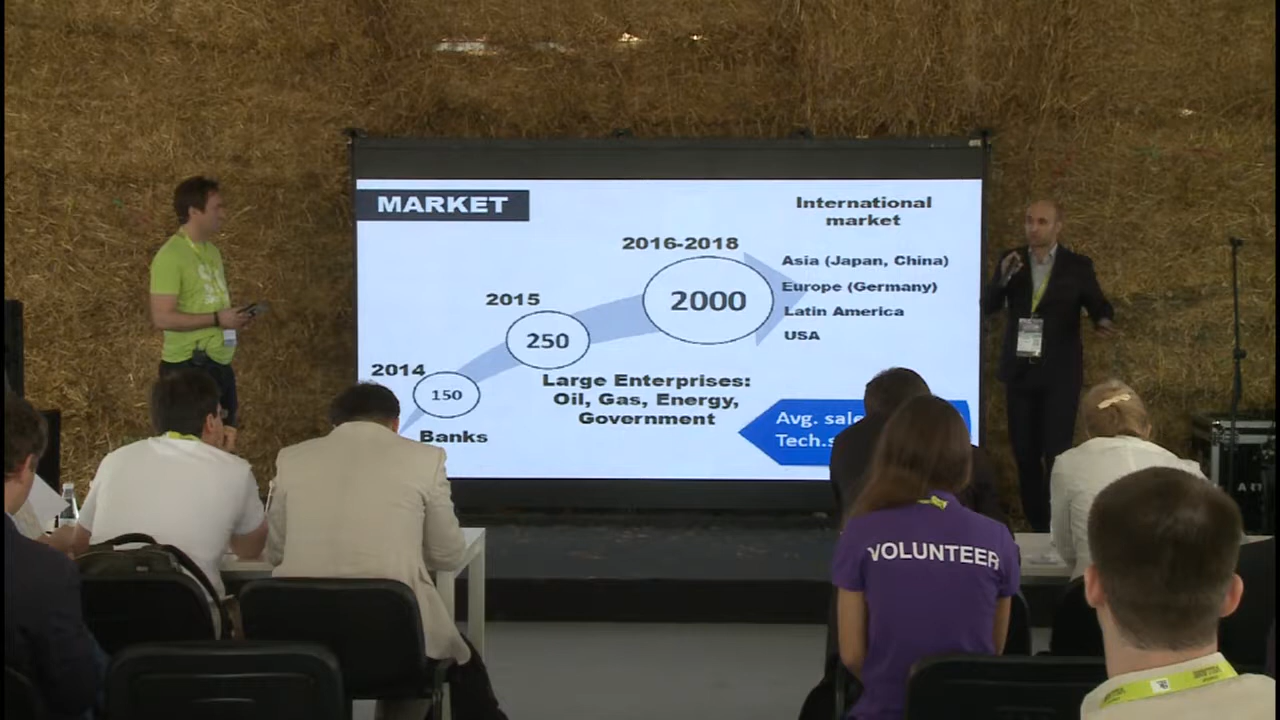 MARKET
International
market
2016-2018
2000
Asia (Japan, China)
Europe (Germany)
Latin America
USA
2015
250
2014
150
Large Enterprises:
Oil, Gas, Energy,
Government
Banks
Avg.
VOLUNTEER